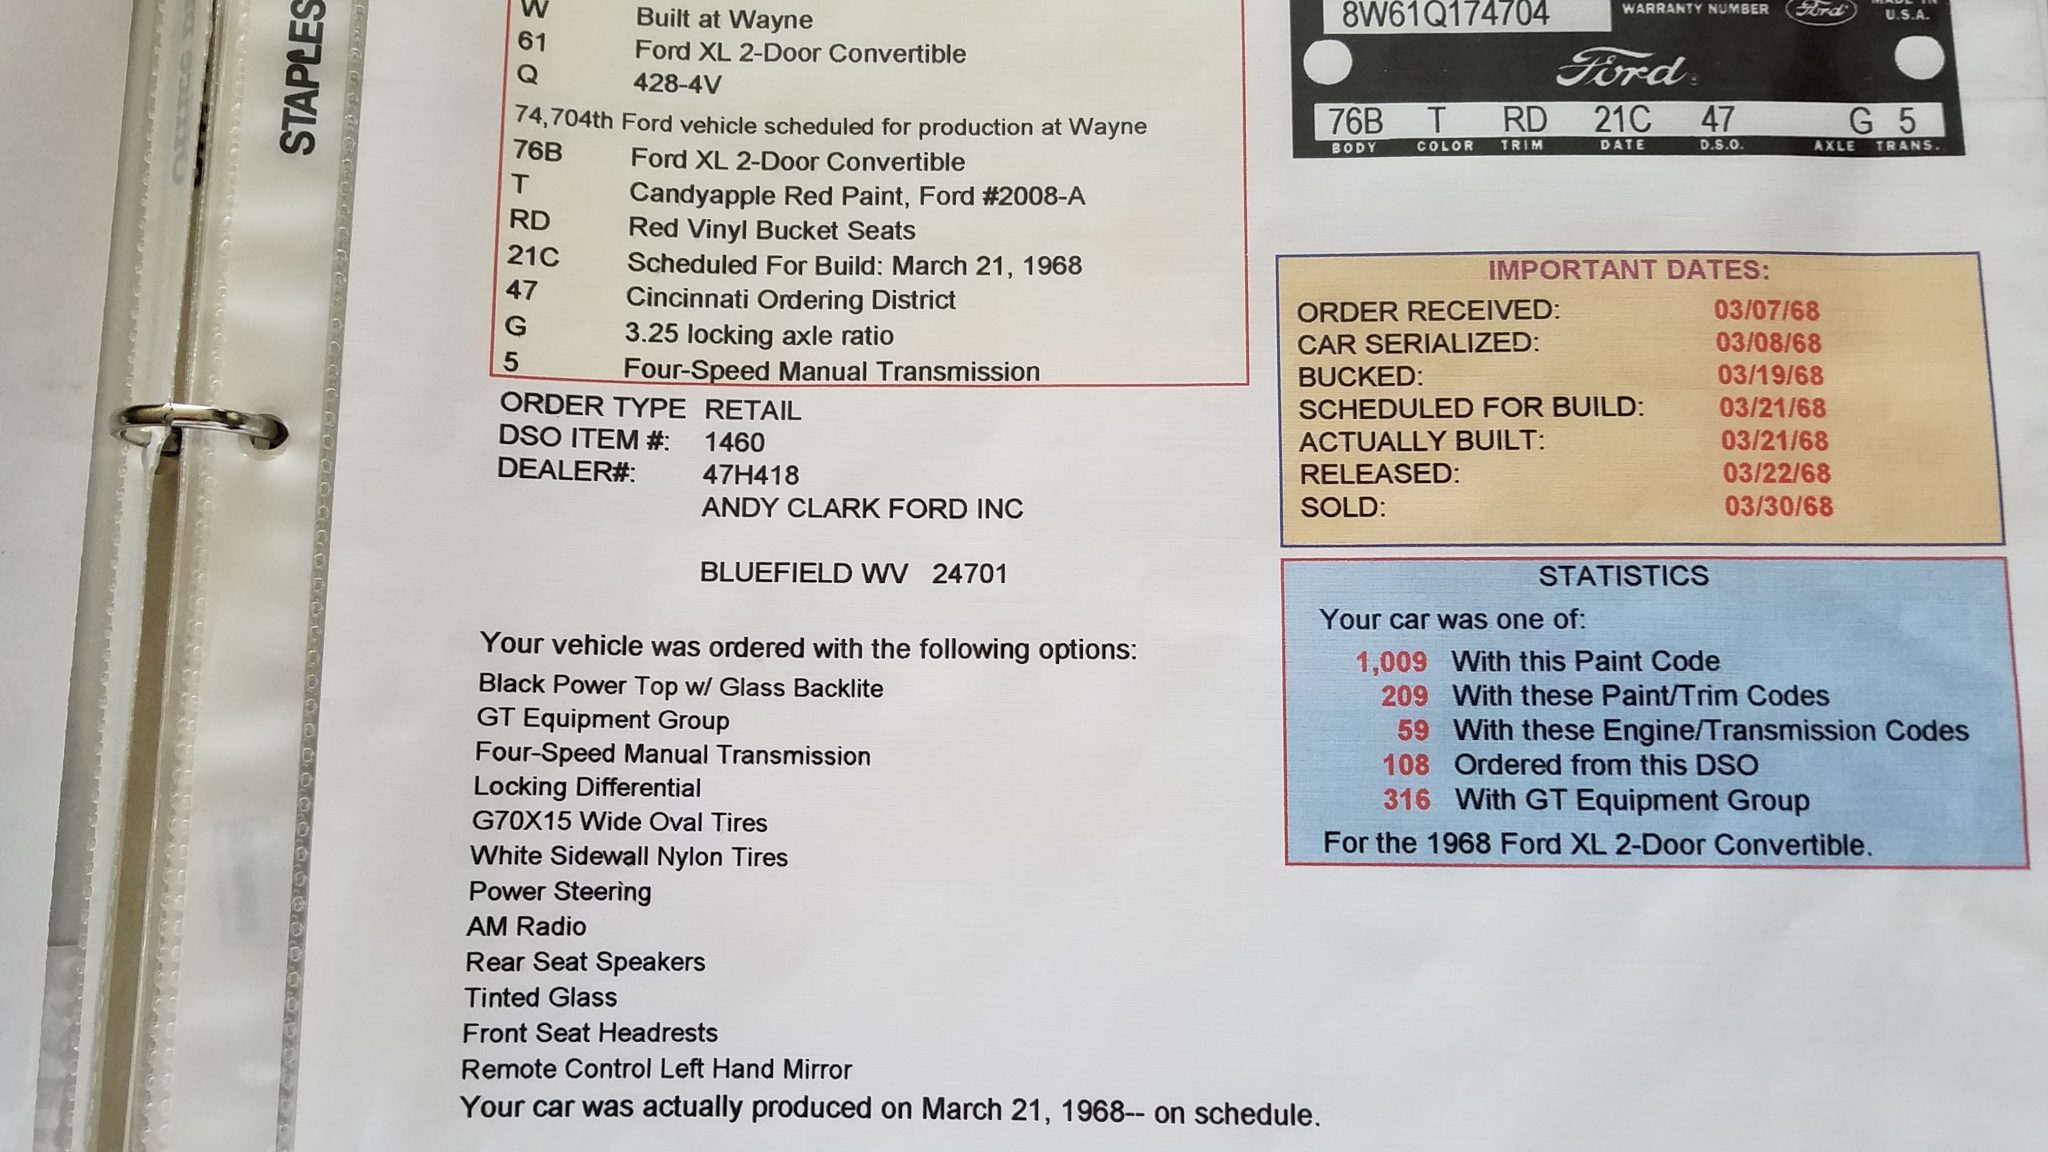 STAPLES
W Built at Wayne
61 Ford XL 2-Door Convertible
Q 428-4V
74,704th Ford vehicle scheduled for production at Wayne
76B Ford XL 2-Door Convertible
T Candyapple Red Paint, Ford #2008-A
RD Red Vinyl Bucket Seats
21C Scheduled For Build: March 21, 1968
47 Cincinnati Ordering District
G 3.25 locking axle ratio
5 Four-Speed Manual Transmission
ORDER TYPE RETAIL
DSO ITEM #: 1460
DEALER#: 47H418
ANDY CLARK FORD INC
BLUEFIELD WV 24701
Your vehicle was ordered with the following options:
Black Power Top w/ Glass Backlite
GT Equipment Group
Four-Speed Manual Transmission
Locking Differential
G70X15 Wide Oval Tires
White Sidewall Nylon Tires
Power Steering
AM Radio
Rear Seat Speakers
Tinted Glass
Front Seat Headrests
Remote Control Left Hand Mirror
Your car was actually produced on March 21, 1968-- on schedule.
8W61Q174704 WARRANTY NUMBER Ford MADE IN
U.S.A.
Ford
76B T RD 21C 47 G 5
BODY COLOR TRIM DATE D.S.O. AXLE TRANS.
IMPORTANT DATES:
ORDER RECEIVED: 03/07/68
CAR SERIALIZED: 03/08/68
BUCKED: 03/19/68
SCHEDULED FOR BUILD: 03/21/68
ACTUALLY BUILT: 03/21/68
RELEASED: 03/22/68
SOLD: 03/30/68
STATISTICS
Your car was one of:
1,009 With this Paint Code
209 With these Paint/Trim Codes
59 With these Engine/Transmission Codes
108 Ordered from this DSO
316 With GT Equipment Group
For the 1968 Ford XL 2-Door Convertible.